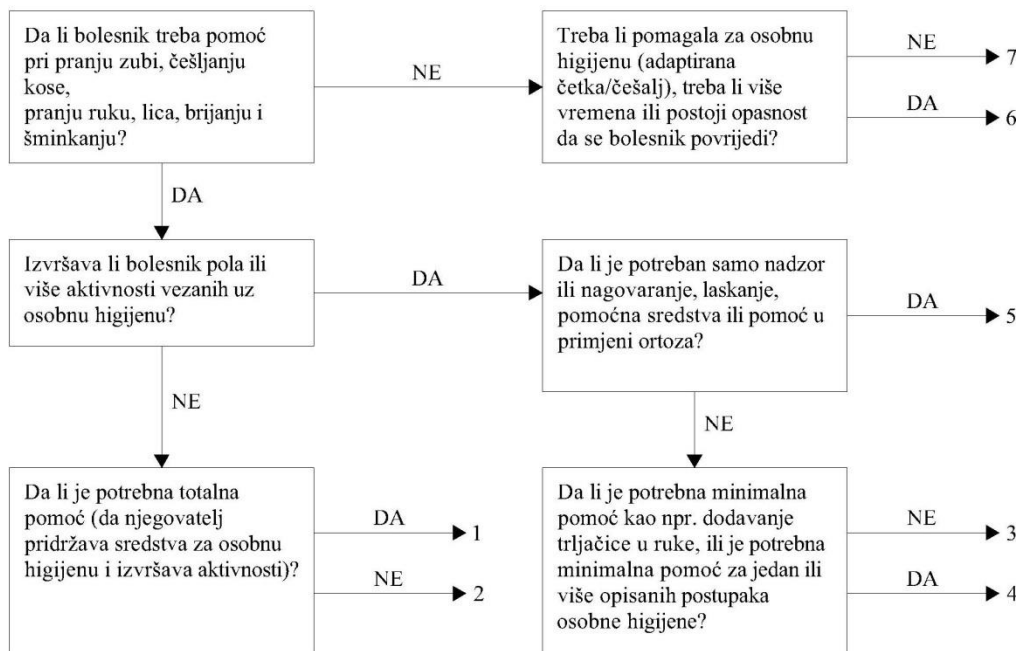 Da li bolesnik treba pomoć
pri pranju zubi, češljanju
kose,
pranju ruku, lica, brijanju i
šminkanju?
NE
Treba li pomagala za osobnu
higijenu (adaptirana
četka/češalj), treba li više
vremena ili postoji opasnost
da se bolesnik povrijedi?
NE
7
DA
6
DA
Izvršava li bolesnik pola ili
više aktivnosti vezanih uz
osobnu higijenu?
DA
Da li je potreban samo nadzor
ili nagovaranje, laskanje,
pomoćna sredstva ili pomoć u
primjeni ortoza?
DA
5
NE
NE
Da li je potrebna totalna
pomoć (da njegovatelj
pridržava sredstva za osobnu
higijenu i izvršava aktivnosti)?
DA
1
NE
2
Da li je potrebna minimalna
pomoć kao npr. dodavanje
trljačice u ruke, ili je potrebna
minimalna pomoć za jedan ili
više opisanih postupaka
osobne higijene?
NE
3
DA
4